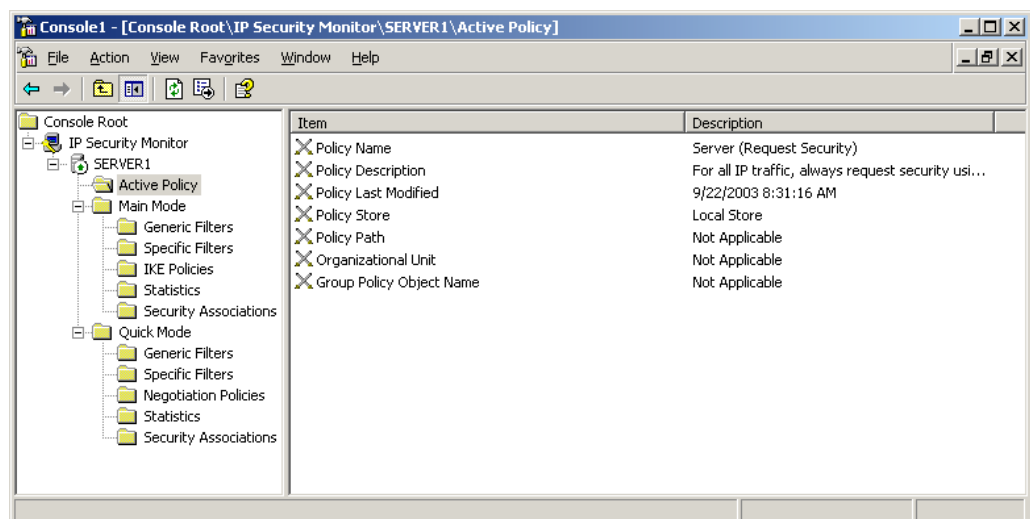 Console1 - [Console Root\IP Security Monitor\SERVER1\Active Policy]
File Action View Favorites Window Help
Console Root
IP Security Monitor
SERVER1
Active Policy
Main Mode
Generic Filters
Specific Filters
IKE Policies
Statistics
Security Associations
Quick Mode
Generic Filters
Specific Filters
Negotiation Policies
Statistics
Security Associations
Item Description
Policy Name Server (Request Security)
Policy Description For all IP traffic, always request security usi...
Policy Last Modified 9/22/2003 8:31:16 AM
Policy Store Local Store
Policy Path Not Applicable
Organizational Unit Not Applicable
Group Policy Object Name Not Applicable